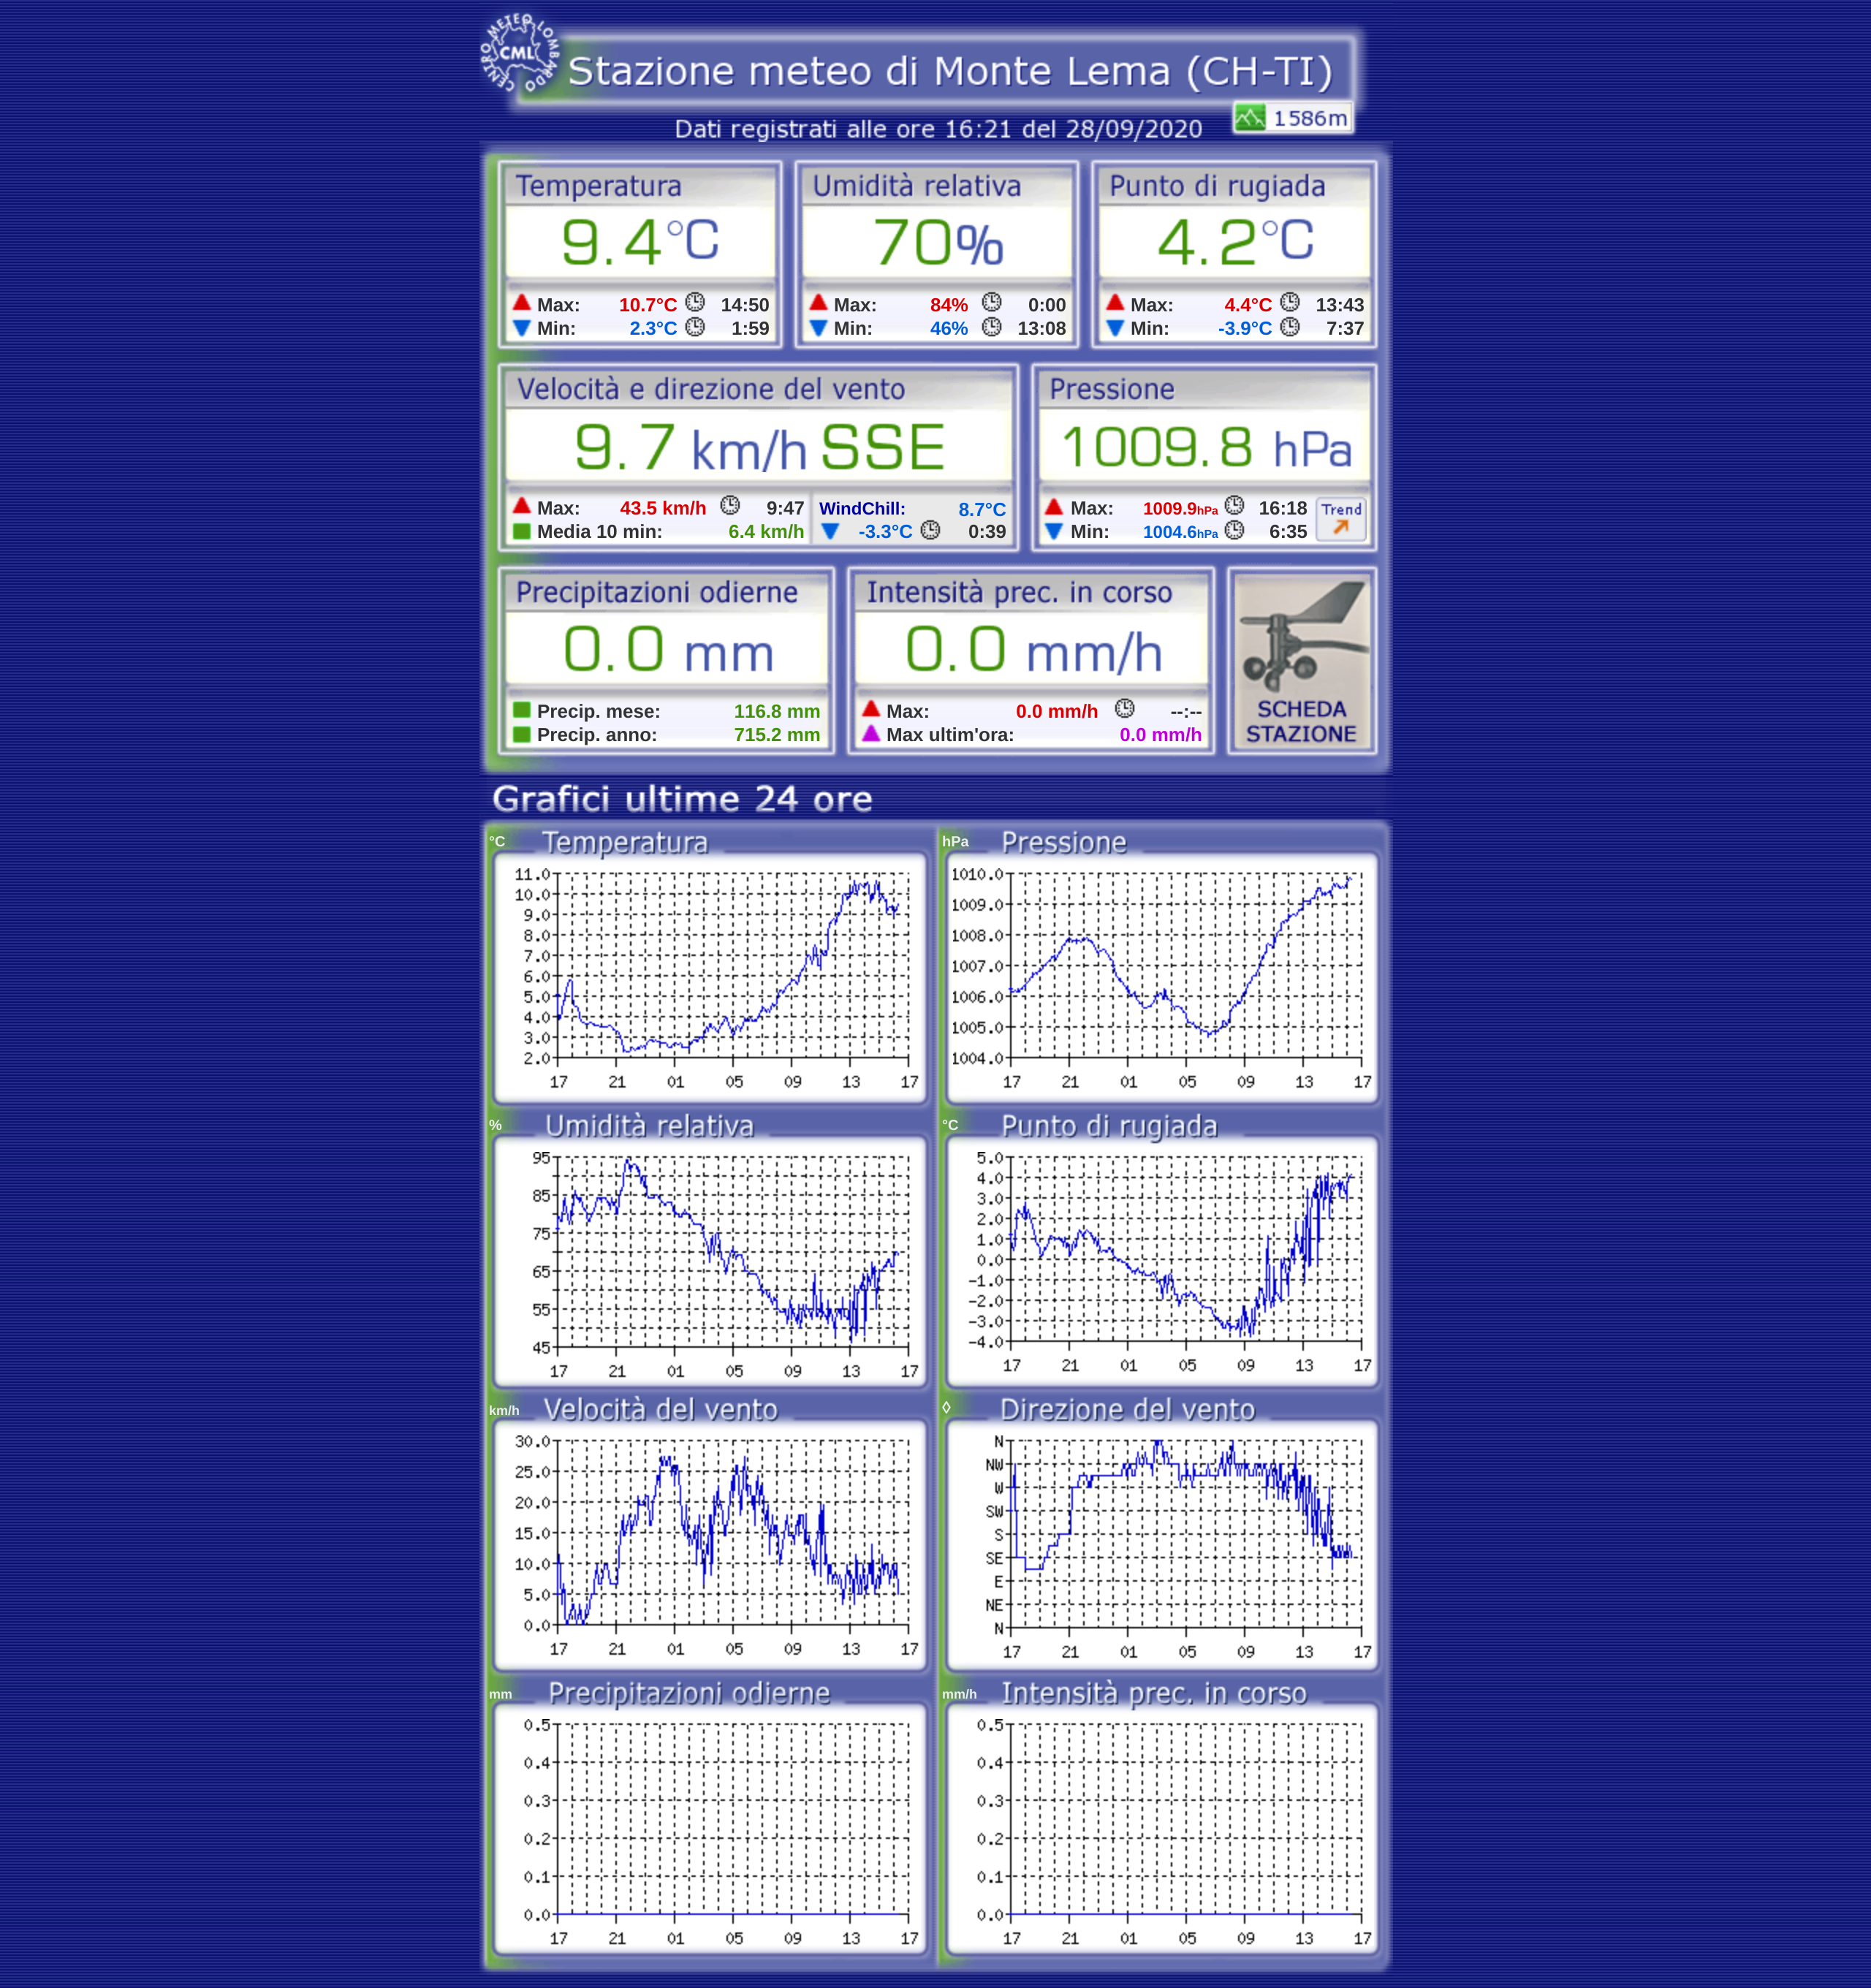 CENTRO METEO LOMBARDO
CML
Stazione meteo di Monte Lema (CH-TI)
1586m
Dati registrati alle ore 16:21 del 28/09/2020
Temperatura
9.4°C
Max: 10.7°C 14:50
Min: 2.3°C 1:59
Umidità relativa
70%
Max: 84% 0:00
Min: 46% 13:08
Punto di rugiada
4.2°C
Max: 4.4°C 13:43
Min: -3.9°C 7:37
Velocità e direzione del vento
9.7 km/h SSE
Max: 43.5 km/h 9:47
Media 10 min: 6.4 km/h
WindChill: 8.7°C
-3.3°C 0:39
Pressione
1009.8 hPa
Max: 1009.9hPa 16:18
Min: 1004.6hPa 6:35
Trend
Precipitazioni odierne
0.0 mm
Precip. mese: 116.8 mm
Precip. anno: 715.2 mm
Intensità prec. in corso
0.0 mm/h
Max: 0.0 mm/h --:--
Max ultim'ora: 0.0 mm/h
SCHEDA
STAZIONE
Grafici ultime 24 ore
°C Temperatura
11.0
10.0
9.0
8.0
7.0
6.0
5.0
4.0
3.0
2.0
17 21 01 05 09 13 17
hPa Pressione
1010.0
1009.0
1008.0
1007.0
1006.0
1005.0
1004.0
17 21 01 05 09 13 17
% Umidità relativa
95
85
75
65
55
45
17 21 01 05 09 13 17
°C Punto di rugiada
5.0
4.0
3.0
2.0
1.0
0.0
-1.0
-2.0
-3.0
-4.0
17 21 01 05 09 13 17
km/h Velocità del vento
30.0
25.0
20.0
15.0
10.0
5.0
0.0
17 21 01 05 09 13 17
◊ Direzione del vento
N
NW
W
SW
S
SE
E
NE
N
17 21 01 05 09 13 17
mm Precipitazioni odierne
0.5
0.4
0.3
0.2
0.1
0.0
17 21 01 05 09 13 17
mm/h Intensità prec. in corso
0.5
0.4
0.3
0.2
0.1
0.0
17 21 01 05 09 13 17